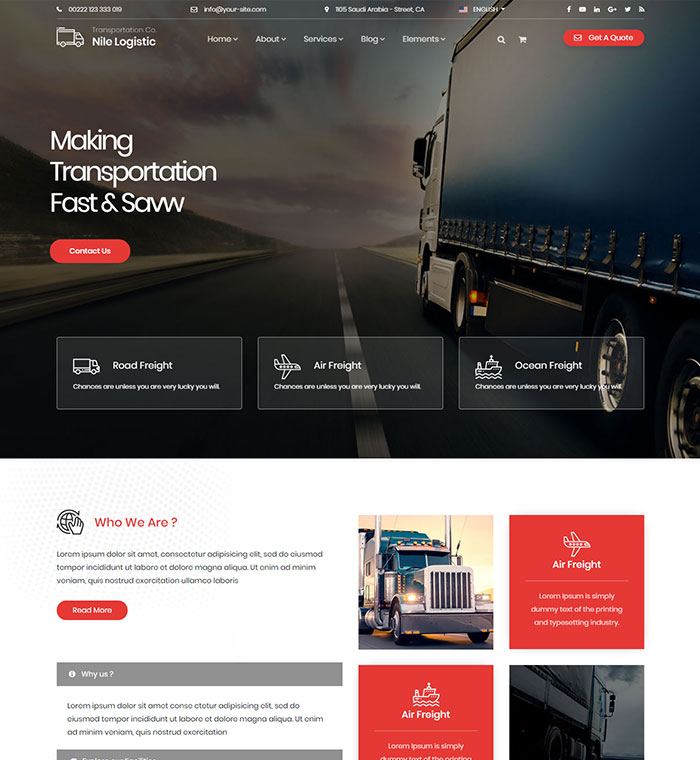 00222 123 333 019
info@your-site.com
1105 Saudi Arabia - Street, CA
ENGLISH
Transportation Co.
Nile Logistic
Home
About
Services
Blog
Elements
Get A Quote
Making
Transportation
Fast & Savw
Contact Us
Road Freight
Chances are unless you are very lucky you will.
Air Freight
Chances are unless you are very lucky you will.
Ocean Freight
Chances are unless you are very lucky you will.
Who We Are ?
Lorem ipsum dolor sit amet, consectetur adipisicing elit, sed do eiusmod
tempor incididunt ut labore et dolore magna aliqua. Ut enim ad minim
veniam, quis nostrud exercitation ullamco laboris
Read More
Why us ?
Lorem ipsum dolor sit amet, consectetur adipisicing elit, sed do eiusmod
tempor incididunt ut labore et dolore magna aliqua. Ut enim ad minim
veniam, quis nostrud exercitation
Air Freight
Lorem Ipsum is simply
dummy text of the printing
and typesetting industry.
Air Freight
Lorem Ipsum is simply
dummy text of the printing